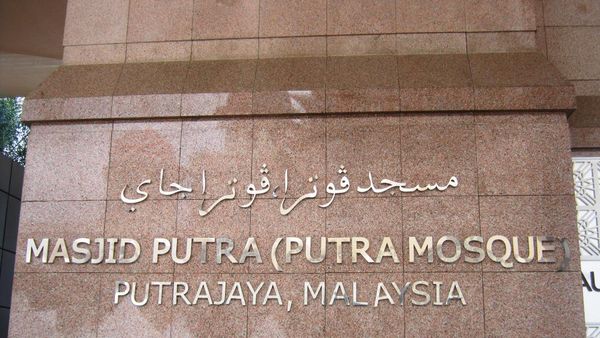 مسجد ڤوترا، ڤوتراجاي
MASJID PUTRA (PUTRA MOSQUE)
PUTRAJAYA, MALAYSIA